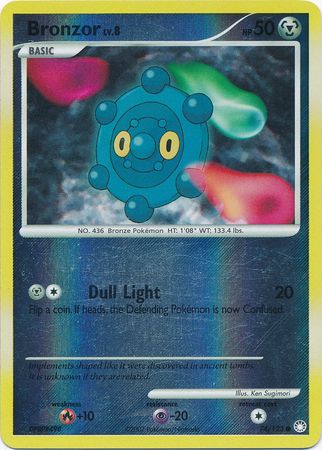 Bronzor LV.8
HP 50
BASIC
NO. 436 Bronze Pokémon HT: 1'08" WT: 133.4 lbs.
Dull Light 20
Flip a coin. If heads, the Defending Pokémon is now Confused.
Implements shaped like it were discovered in ancient tombs.
It is unknown if they are related.
Illus. Ken Sugimori
weakness resistance retreat cost
+10 -20
©2007 Pokémon/Nintendo 74/123